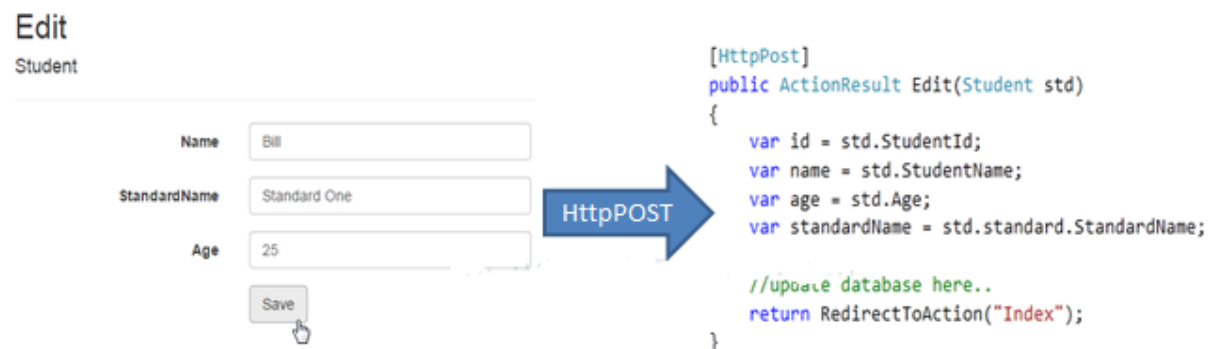 Edit
Student
Name
Bill
StandardName
Standard One
Age
25
Save
HttpPOST
[HttpPost]
public ActionResult Edit(Student std)
{
var id = std.StudentId;
var name = std.StudentName;
var age = std.Age;
var standardName = std.standard.StandardName;
//update database here..
return RedirectToAction("Index");
}